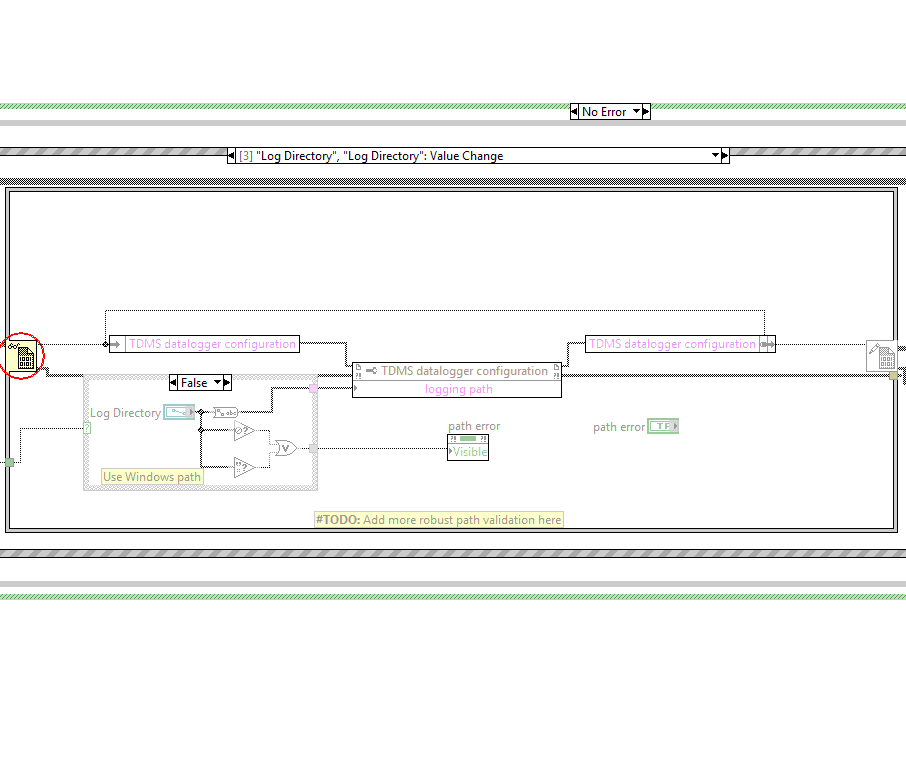 No Error
[3] "Log Directory", "Log Directory": Value Change
TDMS datalogger configuration
TDMS datalogger configuration
TDMS datalogger configuration
logging path
False
Log Directory
abc
?
?
?
V
Use Windows path
path error
?!
?!
Visible
path error
TF
#TODO: Add more robust path validation here